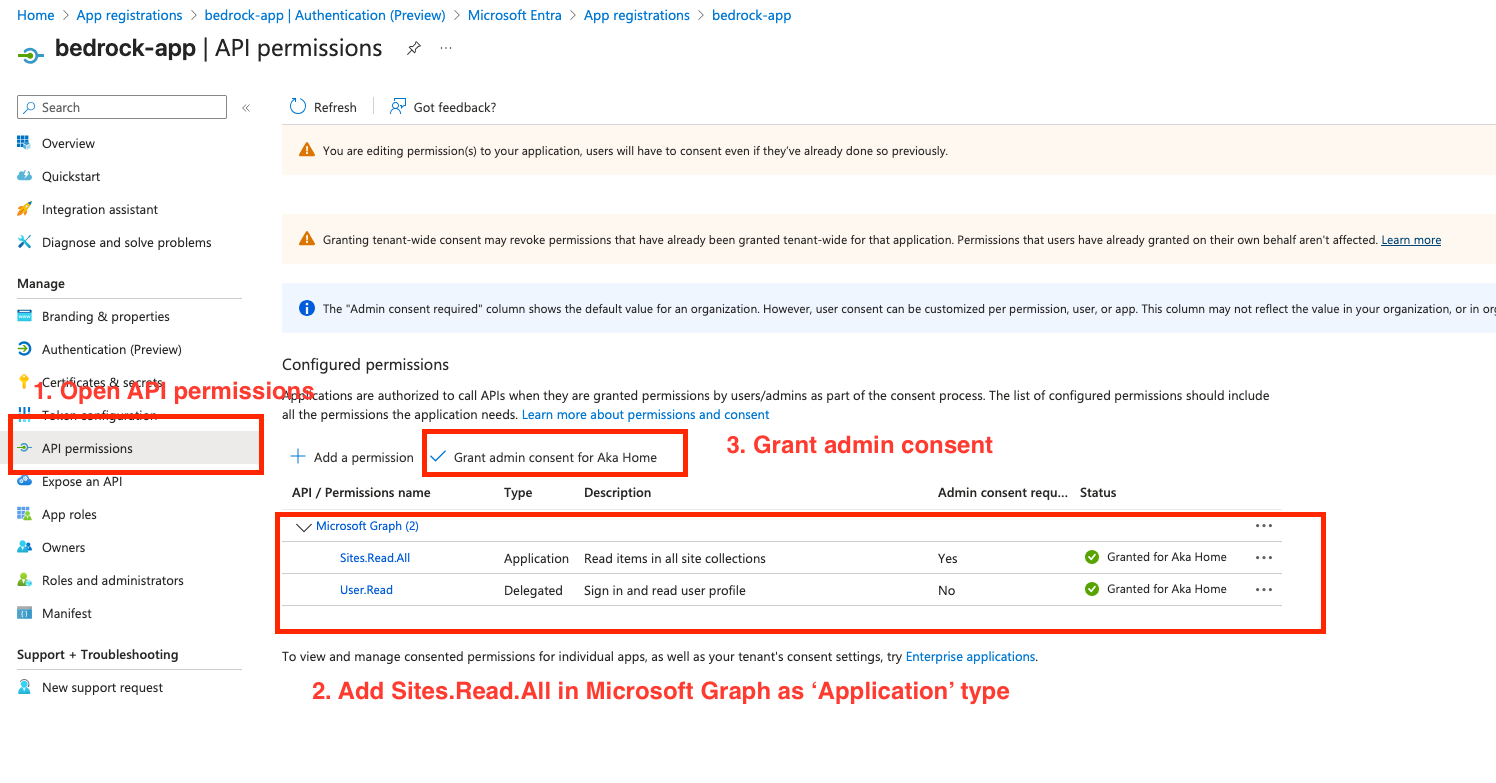 Home > App registrations > bedrock-app | Authentication (Preview) > Microsoft Entra > App registrations > bedrock-app
bedrock-app | API permissions
Search
Refresh
Got feedback?
Overview
Quickstart
Integration assistant
Diagnose and solve problems
Manage
Branding & properties
Authentication (Preview)
Certificates & secrets
1. Open API permissions
Token configuration
API permissions
Expose an API
App roles
Owners
Roles and administrators
Manifest
Support + Troubleshooting
New support request
You are editing permission(s) to your application, users will have to consent even if they've already done so previously.
Granting tenant-wide consent may revoke permissions that have already been granted tenant-wide for that application. Permissions that users have already granted on their own behalf aren't affected. Learn more
The "Admin consent required" column shows the default value for an organization. However, user consent can be customized per permission, user, or app. This column may not reflect the value in your organization, or in
Configured permissions
Applications are authorized to call APIs when they are granted permissions by users/admins as part of the consent process. The list of configured permissions should include
all the permissions the application needs. Learn more about permissions and consent
Add a permission
Grant admin consent for Aka Home
3. Grant admin consent
API / Permissions name Type Description Admin consent requ... Status
Microsoft Graph (2)
Sites.Read.All Application Read items in all site collections Yes Granted for Aka Home
User.Read Delegated Sign in and read user profile No Granted for Aka Home
To view and manage consented permissions for individual apps, as well as your tenant's consent settings, try Enterprise applications.
2. Add Sites.Read.All in Microsoft Graph as ‘Application’ type